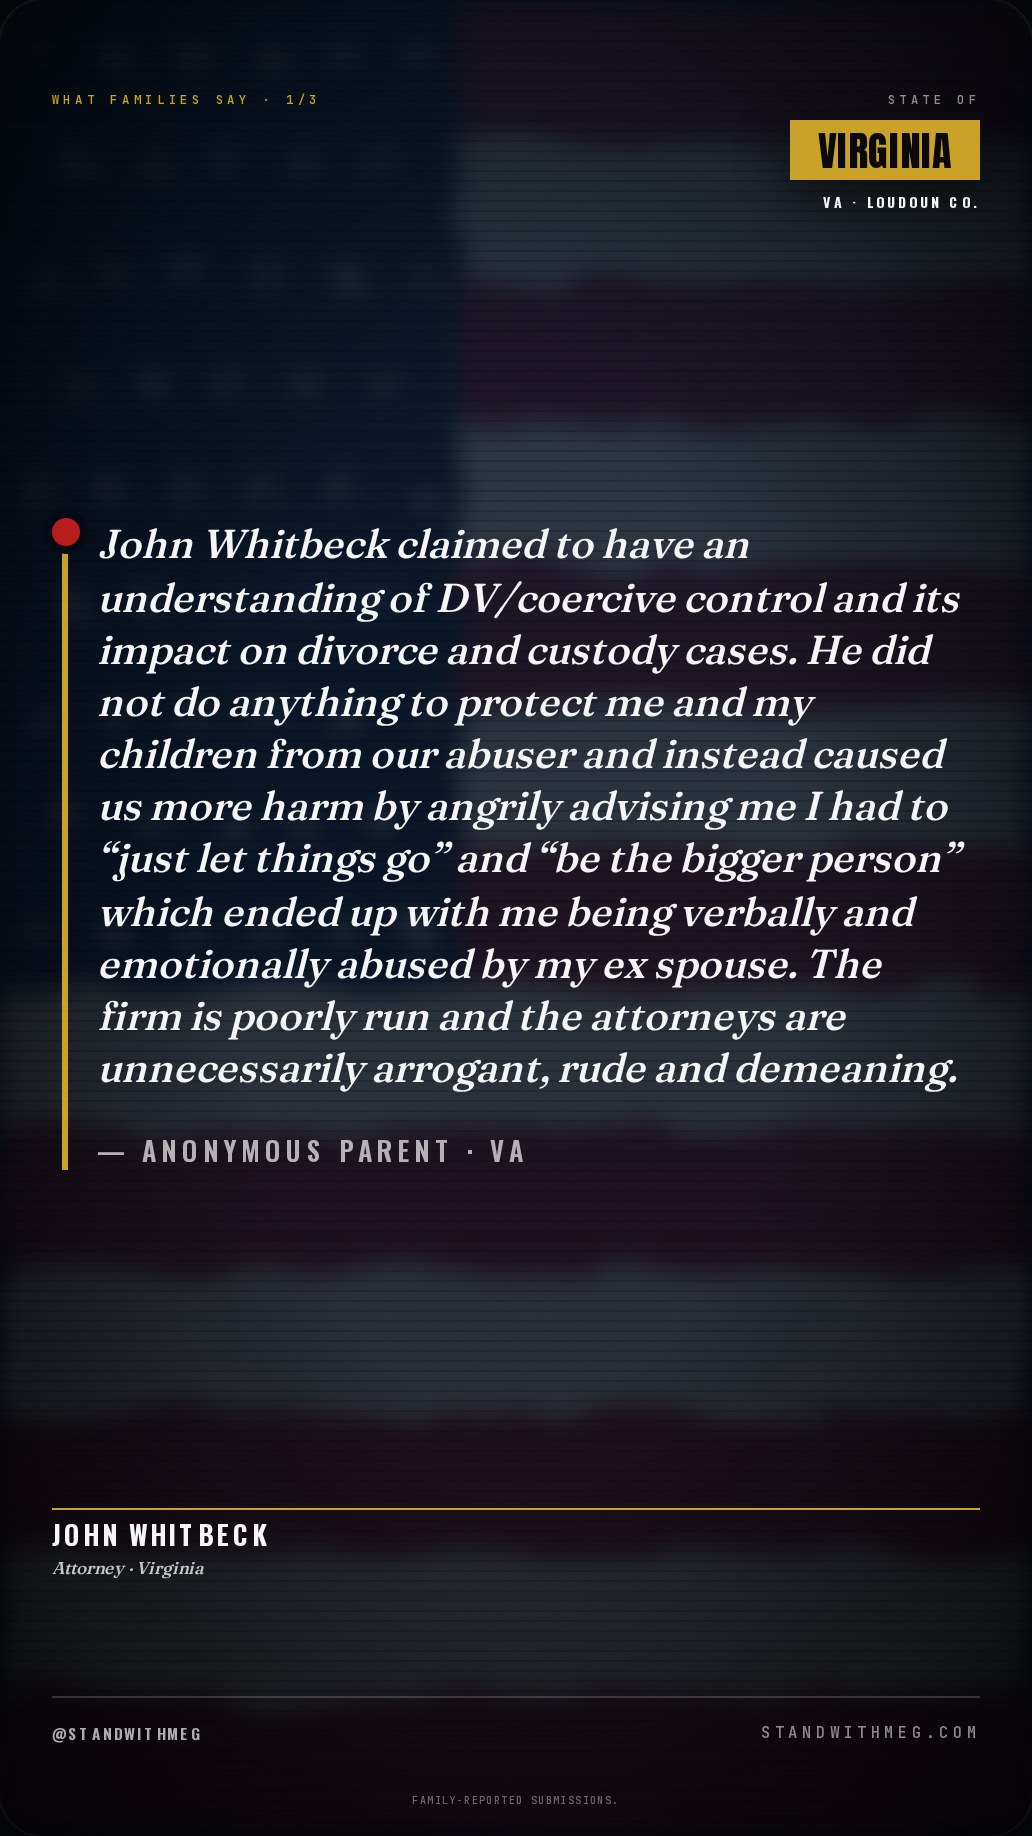 WHAT FAMILIES SAY · 1/3
STATE OF
VIRGINIA
VA · LOUDOUN CO.
John Whitbeck claimed to have an
understanding of DV/coercive control and its
impact on divorce and custody cases. He did
not do anything to protect me and my
children from our abuser and instead caused
us more harm by angrily advising me I had to
“just let things go” and “be the bigger person”
which ended up with me being verbally and
emotionally abused by my ex spouse. The
firm is poorly run and the attorneys are
unnecessarily arrogant, rude and demeaning.
— ANONYMOUS PARENT · VA
JOHN WHITBECK
Attorney · Virginia
@STANDWITHMEG
STANDWITHMEG.COM
FAMILY-REPORTED SUBMISSIONS.